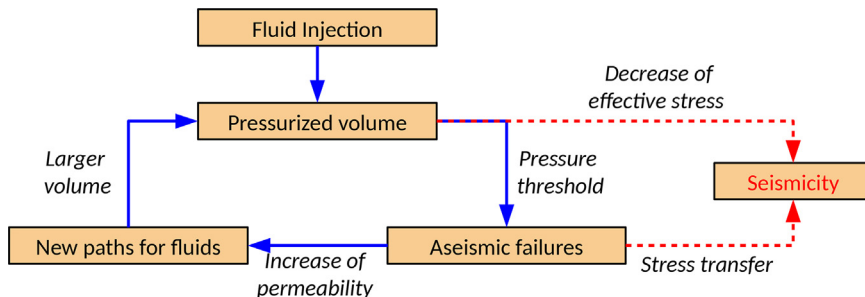 Fluid Injection
Decrease of
effective stress
Pressurized volume
Larger
volume
Pressure
threshold
Seismicity
New paths for fluids
Aseismic failures
Increase of
permeability
Stress transfer